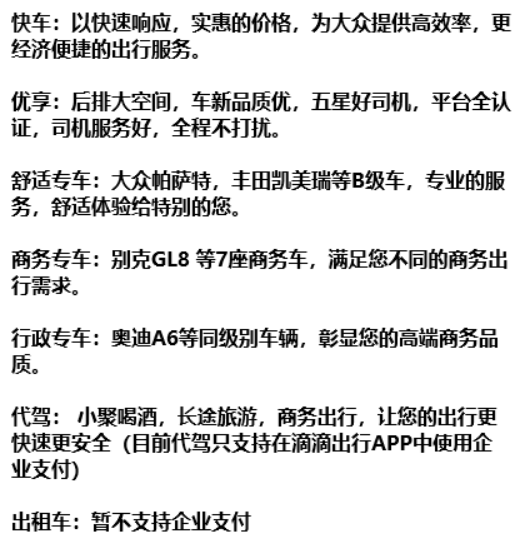 快车：以快速响应，实惠的价格，为大众提供高效率，更
经济便捷的出行服务。
优享：后排大空间，车新品质优，五星好司机，平台全认
证，司机服务好，全程不打扰。
舒适专车：大众帕萨特，丰田凯美瑞等B级车，专业的服
务，舒适体验给特别的您。
商务专车：别克GL8 等7座商务车，满足您不同的商务出
行需求。
行政专车：奥迪A6等同级别车辆，彰显您的高端商务品
质。
代驾： 小聚喝酒，长途旅游，商务出行，让您的出行更
快速更安全（目前代驾只支持在滴滴出行APP中使用企
业支付）
出租车：暂不支持企业支付